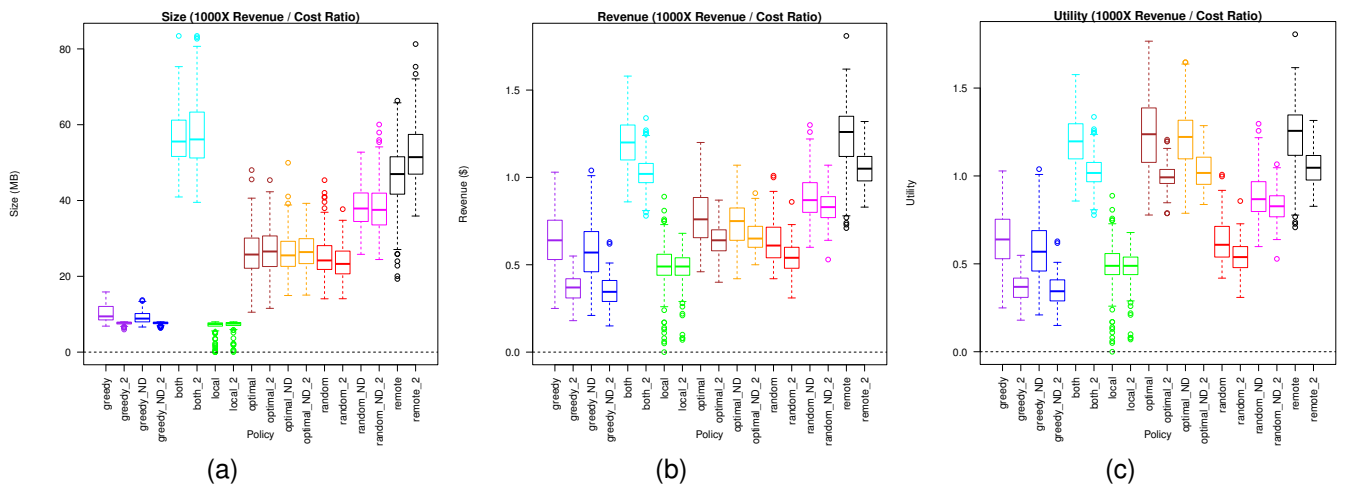 Size (1000X Revenue / Cost Ratio)
Size (MB)
80
60
40
20
0
greedy
greedy_2
greedy_ND
greedy_ND_2
both
both_2
local
local_2
optimal
optimal_2
optimal_ND
optimal_ND_2
random
random_2
random_ND
random_ND_2
remote
remote_2
Policy
(a)
Revenue (1000X Revenue / Cost Ratio)
Revenue ($)
1.5
1.0
0.5
0.0
greedy
greedy_2
greedy_ND
greedy_ND_2
both
both_2
local
local_2
optimal
optimal_2
optimal_ND
optimal_ND_2
random
random_2
random_ND
random_ND_2
remote
remote_2
Policy
(b)
Utility (1000X Revenue / Cost Ratio)
Utility
1.5
1.0
0.5
0.0
greedy
greedy_2
greedy_ND
greedy_ND_2
both
both_2
local
local_2
optimal
optimal_2
optimal_ND
optimal_ND_2
random
random_2
random_ND
random_ND_2
remote
remote_2
Policy
(c)